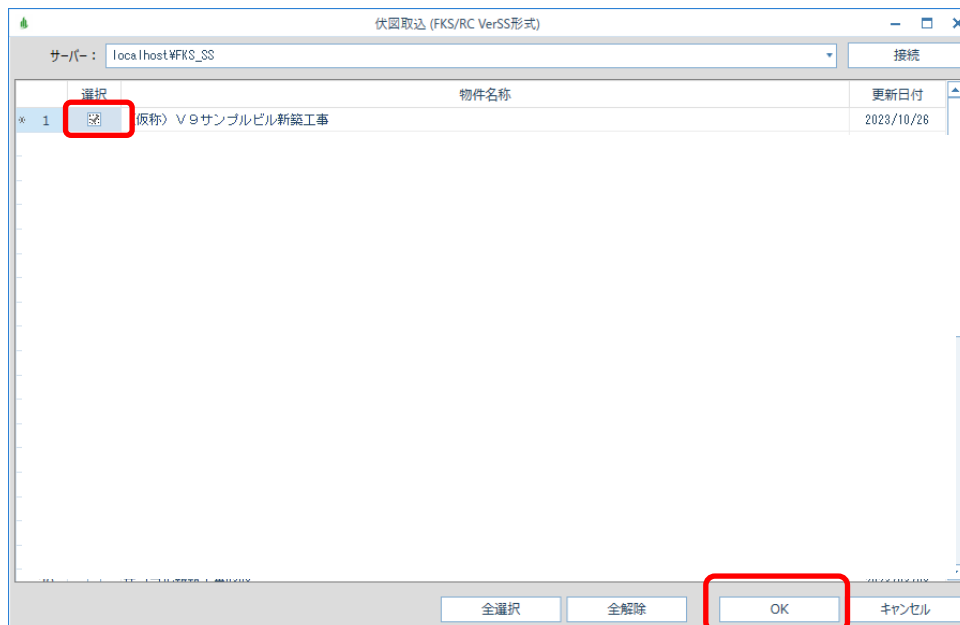 伏図取込 (FKS/RC VerSS形式)
サーバー： localhost¥FKS_SS 接続
選択 物件名称 更新日付
* 1 仮称）Ｖ９サンプルビル新築工事 2023/10/26
全選択 全解除 OK キャンセル